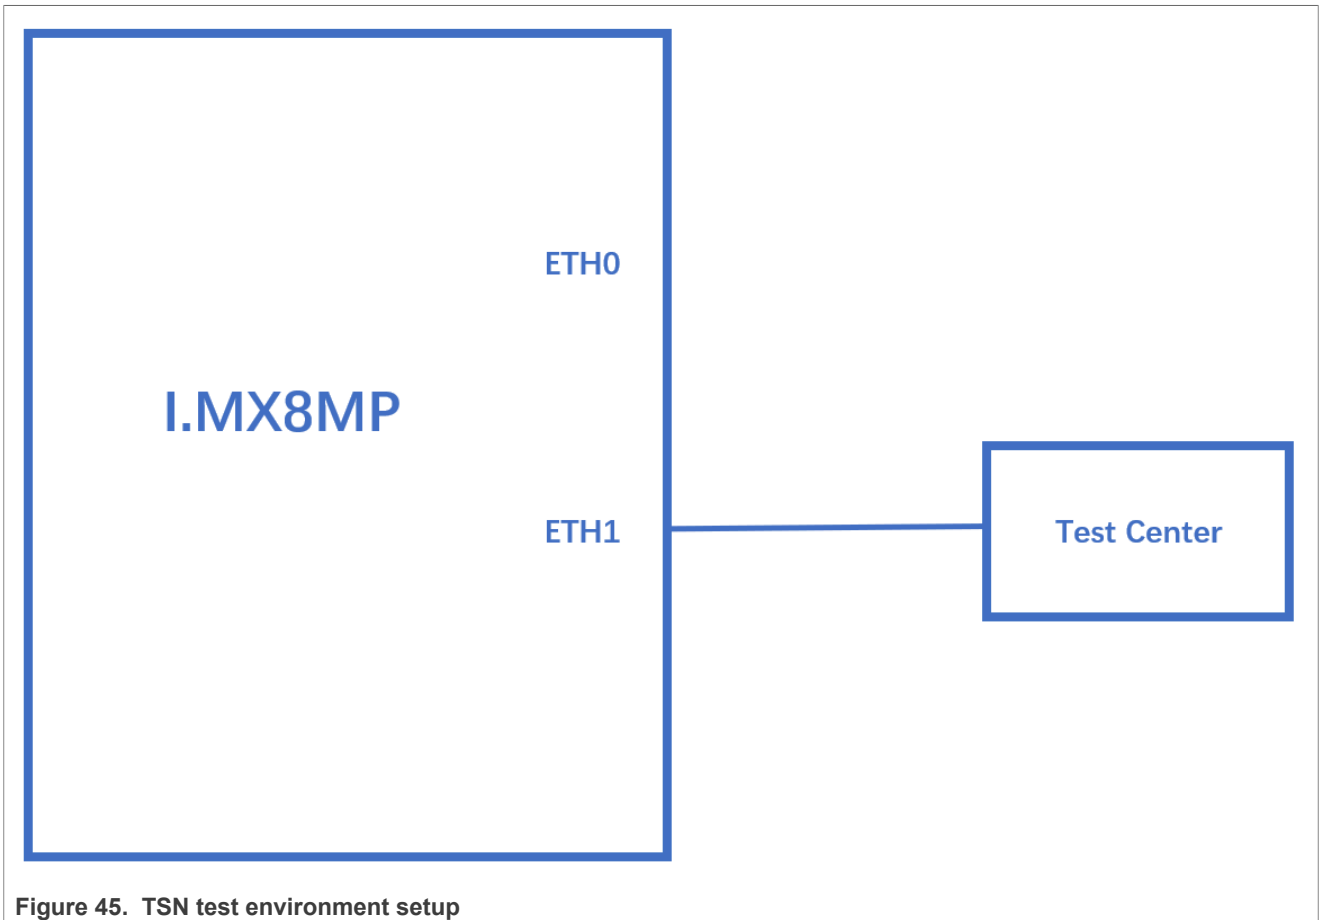 ETH0
I.MX8MP
ETH1
Test Center
Figure 45. TSN test environment setup